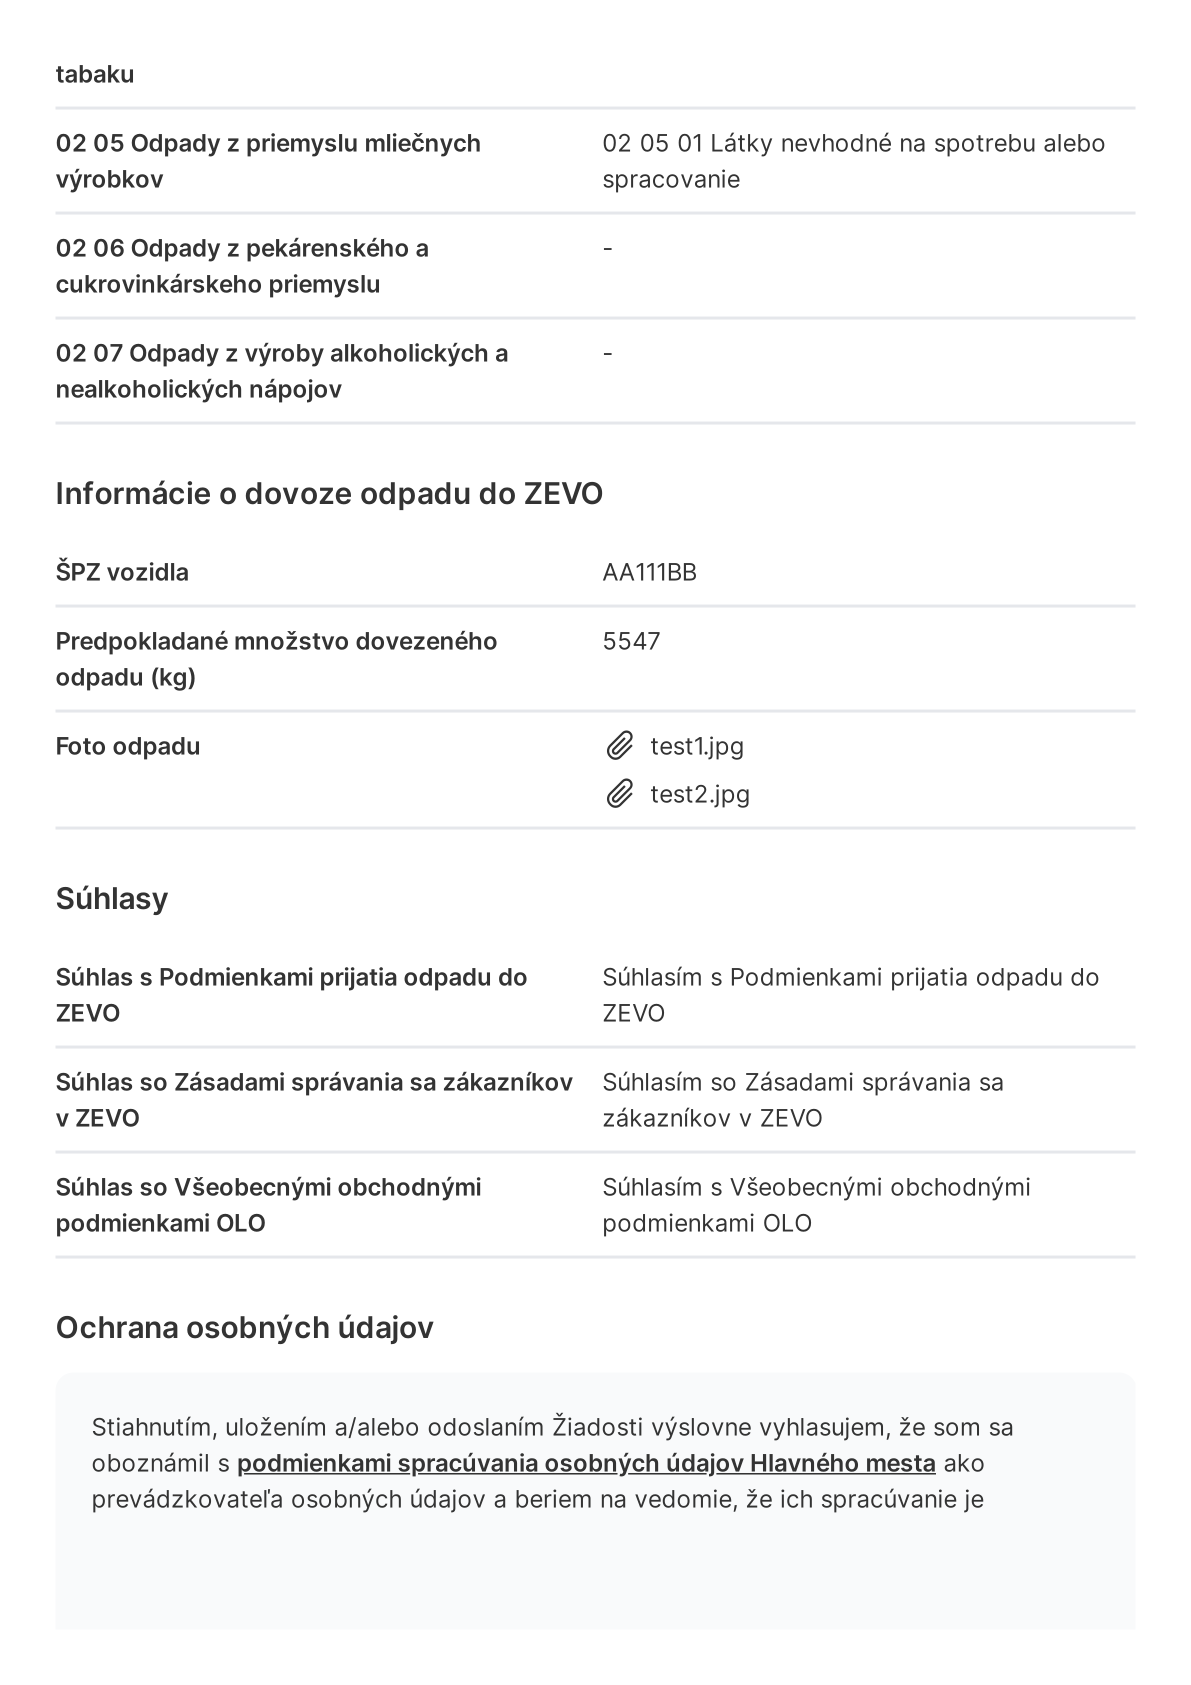 tabaku
02 05 Odpady z priemyslu mliečnych
výrobkov
02 05 01 Látky nevhodné na spotrebu alebo
spracovanie
02 06 Odpady z pekárenského a
cukrovinkárskeho priemyslu
-
02 07 Odpady z výroby alkoholických a
nealkoholických nápojov
-
Informácie o dovoze odpadu do ZEVO
ŠPZ vozidla
AA111BB
Predpokladané množstvo dovezeného
odpadu (kg)
5547
Foto odpadu
test1.jpg
test2.jpg
Súhlasy
Súhlas s Podmienkami prijatia odpadu do
ZEVO
Súhlasím s Podmienkami prijatia odpadu do
ZEVO
Súhlas so Zásadami správania sa zákazníkov
v ZEVO
Súhlasím so Zásadami správania sa
zákazníkov v ZEVO
Súhlas so Všeobecnými obchodnými
podmienkami OLO
Súhlasím s Všeobecnými obchodnými
podmienkami OLO
Ochrana osobných údajov
Stiahnutím, uložením a/alebo odoslaním Žiadosti výslovne vyhlasujem, že som sa
oboznámil s podmienkami spracúvania osobných údajov Hlavného mesta ako
prevádzkovateľa osobných údajov a beriem na vedomie, že ich spracúvanie je